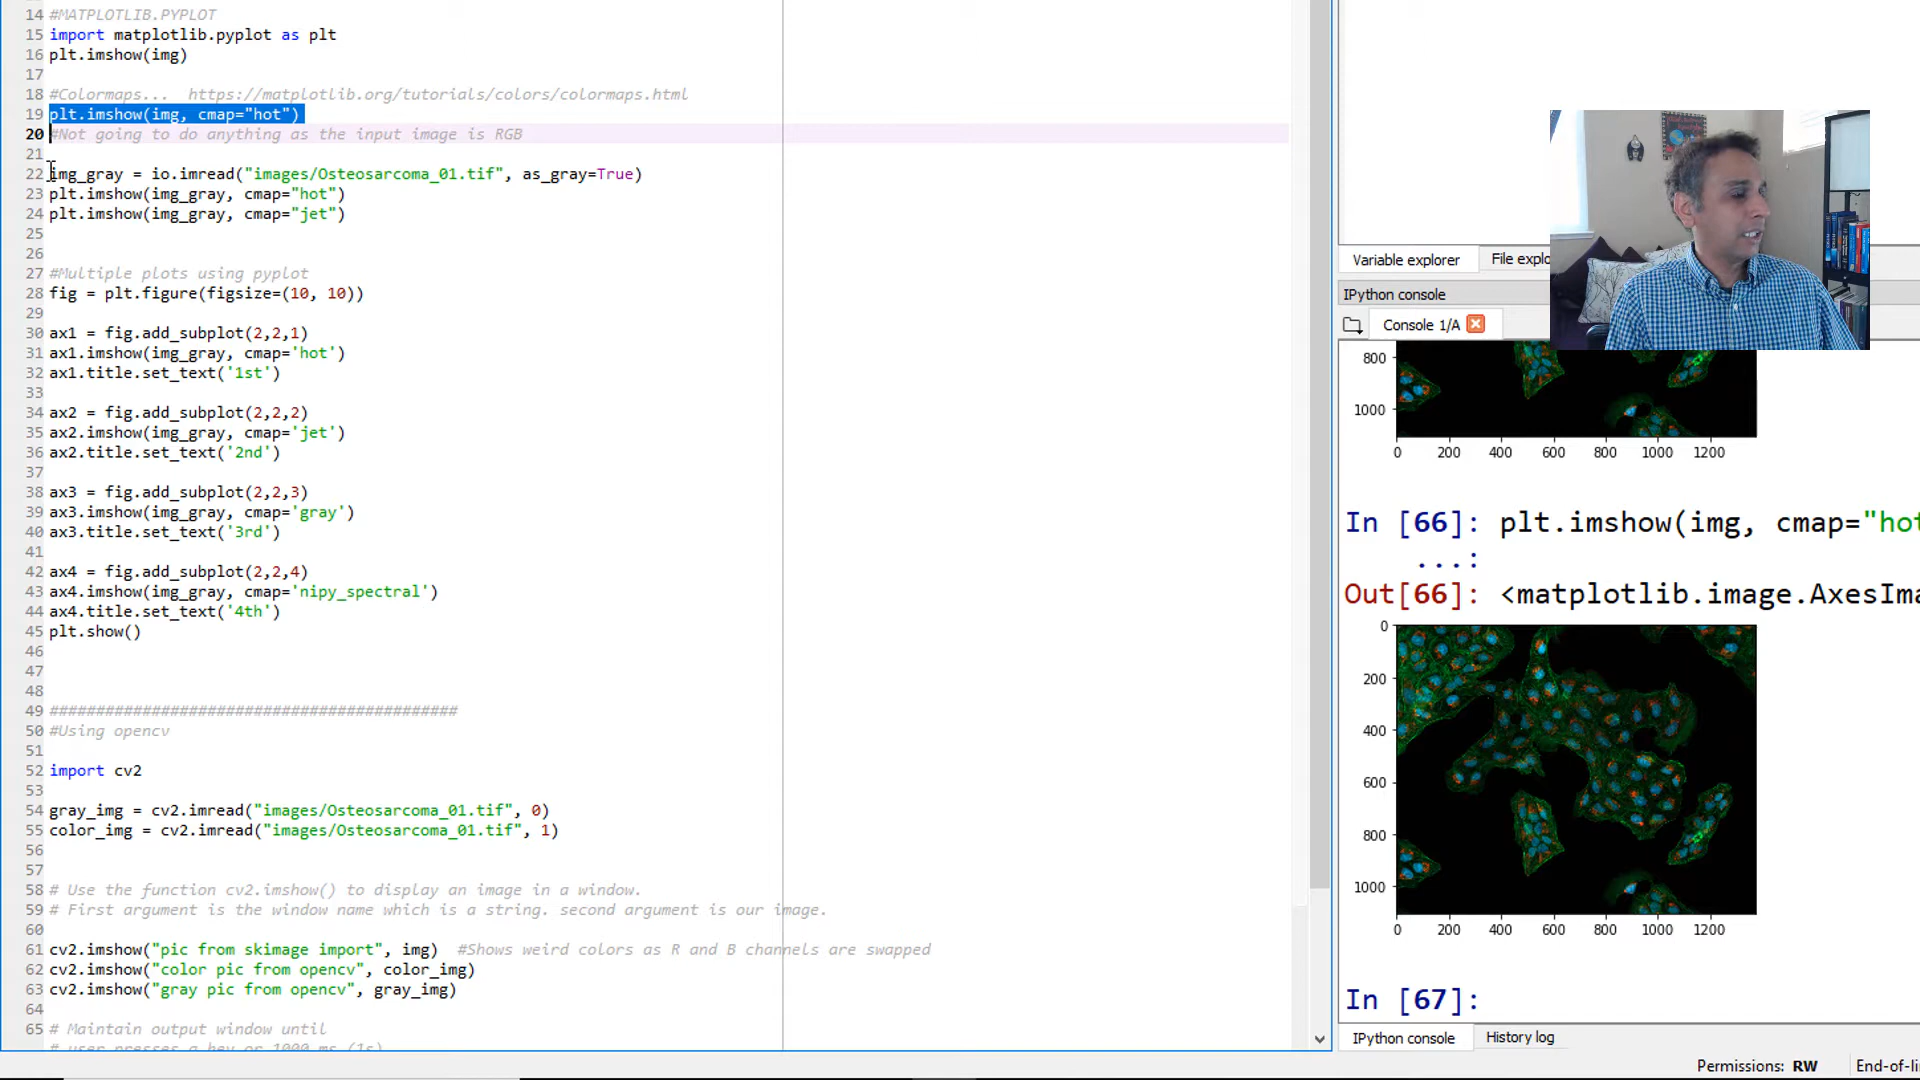 14 #MATPLOTLIB.PYPLOT
15 import matplotlib.pyplot as plt
16 plt.imshow(img)
17
18 #Colormaps... https://matplotlib.org/tutorials/colors/colormaps.html
19 plt.imshow(img, cmap="hot")
20 #Not going to do anything as the input image is RGB
21
22 img_gray = io.imread("images/Osteosarcoma_01.tif", as_gray=True)
23 plt.imshow(img_gray, cmap="hot")
24 plt.imshow(img_gray, cmap="jet")
25
26
27 #Multiple plots using pyplot
28 fig = plt.figure(figsize=(10, 10))
29
30 ax1 = fig.add_subplot(2,2,1)
31 ax1.imshow(img_gray, cmap='hot')
32 ax1.title.set_text('1st')
33
34 ax2 = fig.add_subplot(2,2,2)
35 ax2.imshow(img_gray, cmap='jet')
36 ax2.title.set_text('2nd')
37
38 ax3 = fig.add_subplot(2,2,3)
39 ax3.imshow(img_gray, cmap='gray')
40 ax3.title.set_text('3rd')
41
42 ax4 = fig.add_subplot(2,2,4)
43 ax4.imshow(img_gray, cmap='nipy_spectral')
44 ax4.title.set_text('4th')
45 plt.show()
46
47
48
49 ############################################
50 #Using opencv
51
52 import cv2
53
54 gray_img = cv2.imread("images/Osteosarcoma_01.tif", 0)
55 color_img = cv2.imread("images/Osteosarcoma_01.tif", 1)
56
57
58 # Use the function cv2.imshow() to display an image in a window.
59 # First argument is the window name which is a string. second argument is our image.
60
61 cv2.imshow("pic from skimage import", img) #Shows weird colors as R and B channels are swapped
62 cv2.imshow("color pic from opencv", color_img)
63 cv2.imshow("gray pic from opencv", gray_img)
64
65 # Maintain output window until
# user presses a key or 1000 ms (1s)
Variable explorer File explo
IPython console
Console 1/A
800
1000
0 200 400 600 800 1000 1200
In [66]: plt.imshow(img, cmap="hot
...:
Out[66]: <matplotlib.image.AxesIma
0
200
400
600
800
1000
0 200 400 600 800 1000 1200
In [67]:
IPython console History log
Permissions: RW End-of-li